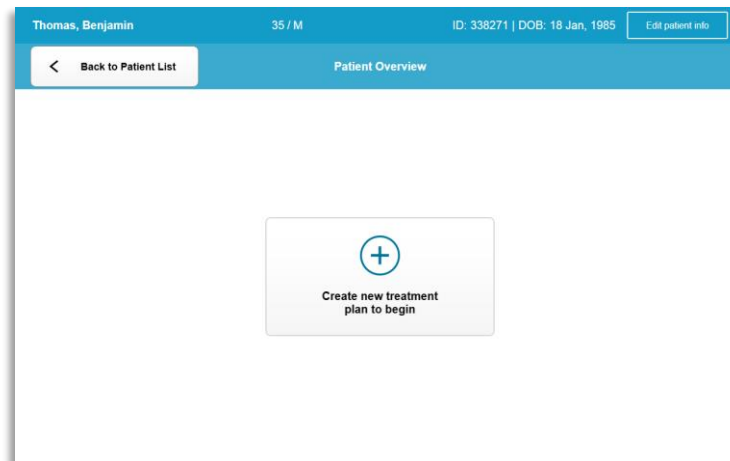 Thomas, Benjamin 35 / M ID: 338271 | DOB: 18 Jan, 1985 Edit patient info
Back to Patient List Patient Overview
Create new treatment
plan to begin